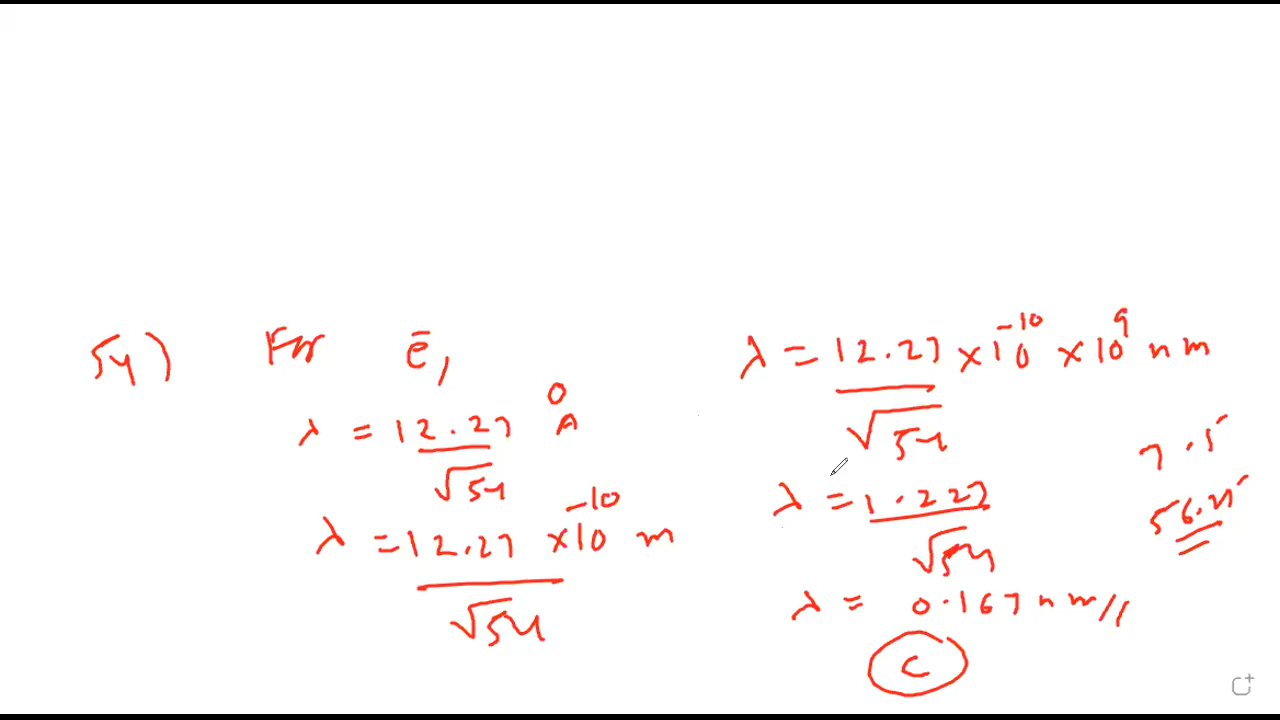 54) For e̅,
λ = 12.27 / √54 Å
λ = 12.27 / √54 × 10⁻¹⁰ m
λ = 12.27 / √54 × 10⁻¹⁰ × 10⁹ nm
λ = 1.227 / √54
λ = 0.167 nm //
C
7.5
56.25